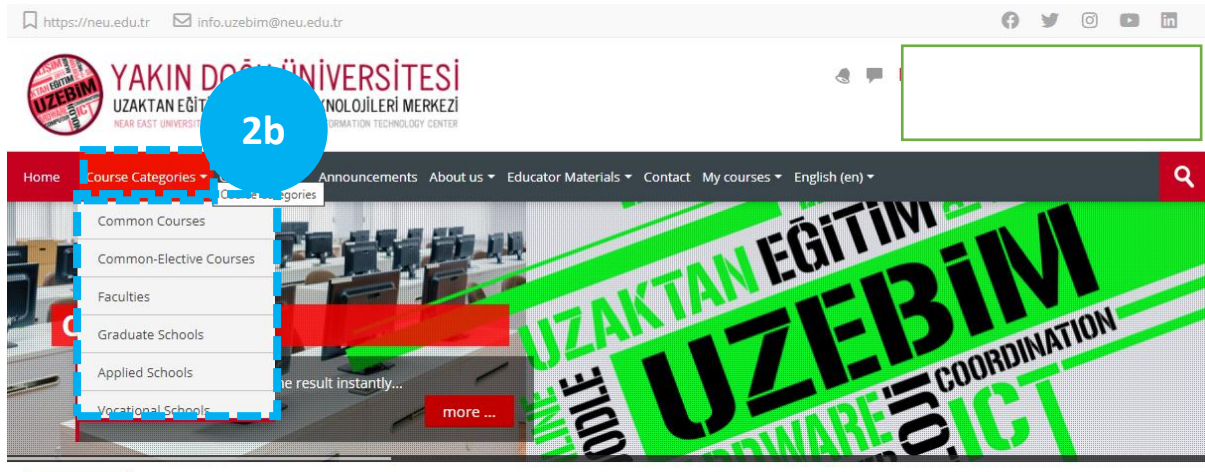 https://neu.edu.tr info.uzebim@neu.edu.tr
UZEBİM
YAKIN DOĞU ÜNİVERSİTESİ
UZAKTAN EĞİTİ KNOLOJİLERİ MERKEZİ
NEAR EAST UNIVERSIT ORMATION TECHNOLOGY CENTER
2b
Home Course Categories Announcements About us Educator Materials Contact My courses English (en)
Common Courses
Common-Elective Courses
Faculties
Graduate Schools
Applied Schools
Vocational Schools
he result instantly...
more ...
UZAKTAN EĞİTİM
UZEBİM
COORDINATION
ICT